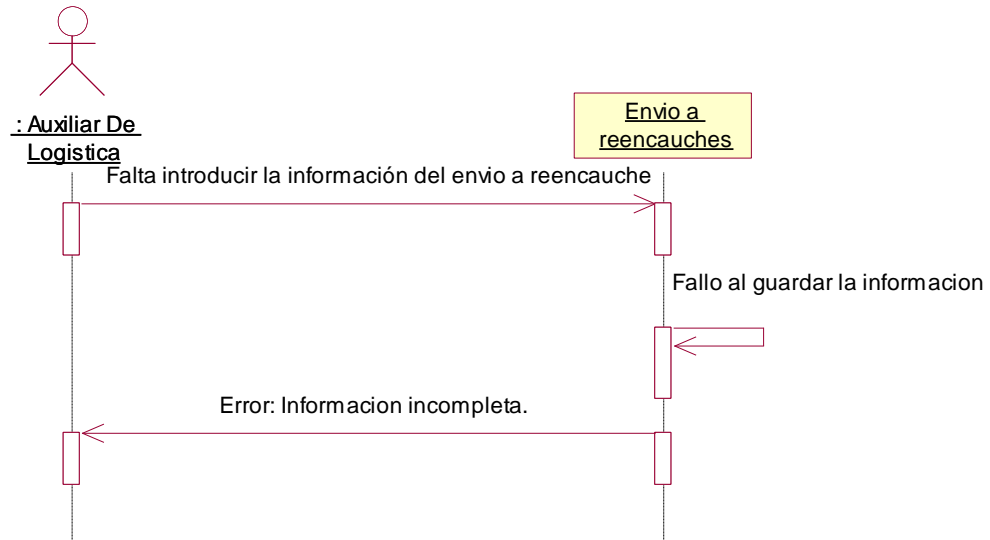 : Auxiliar De
Logistica
Envio a
reencauches
Falta introducir la información del envio a reencauche
Fallo al guardar la informacion
Error: Informacion incompleta.